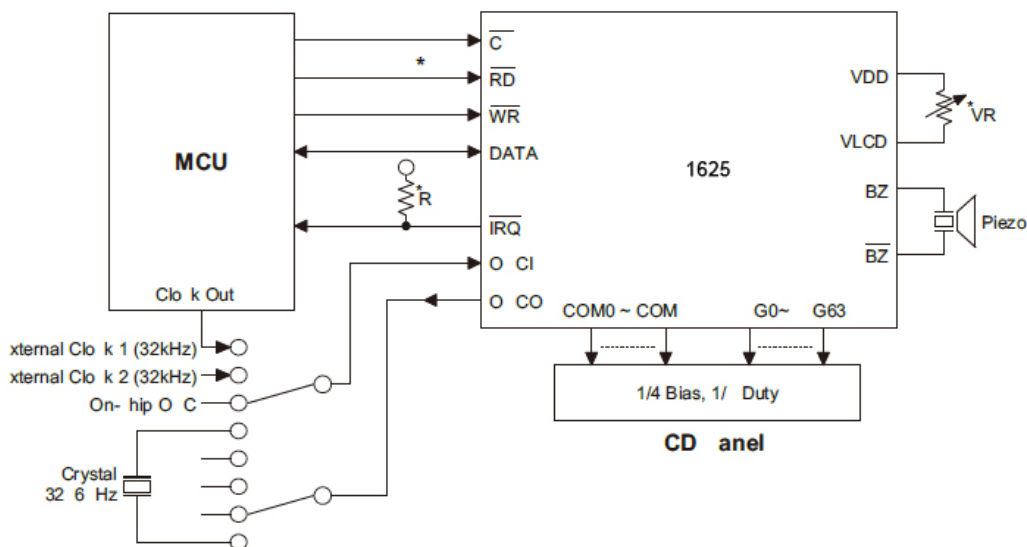 C
*
RD
WR
DATA
MCU
1625
VDD
*VR
VLCD
*R
IRQ
BZ
Piezo
BZ
O CI
O CO
Clo k Out
COM0 ~ COM
G0~ G63
xternal Clo k 1 (32kHz)
xternal Clo k 2 (32kHz)
On- hip O C
1/4 Bias, 1/ Duty
CD anel
Crystal
32 6 Hz